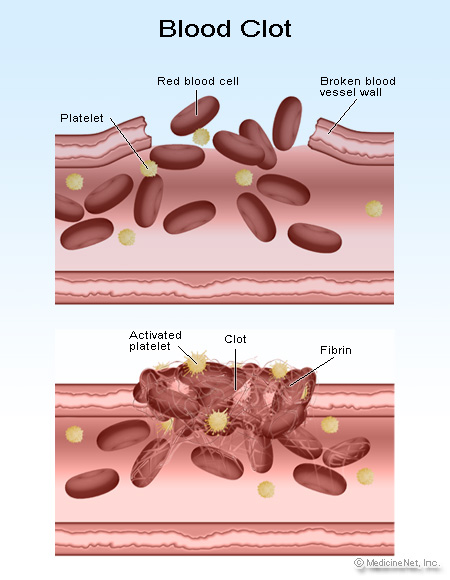 Blood Clot
Red blood cell
Broken blood
vessel wall
Platelet
Activated
platelet
Clot
Fibrin
© MedicineNet, Inc.